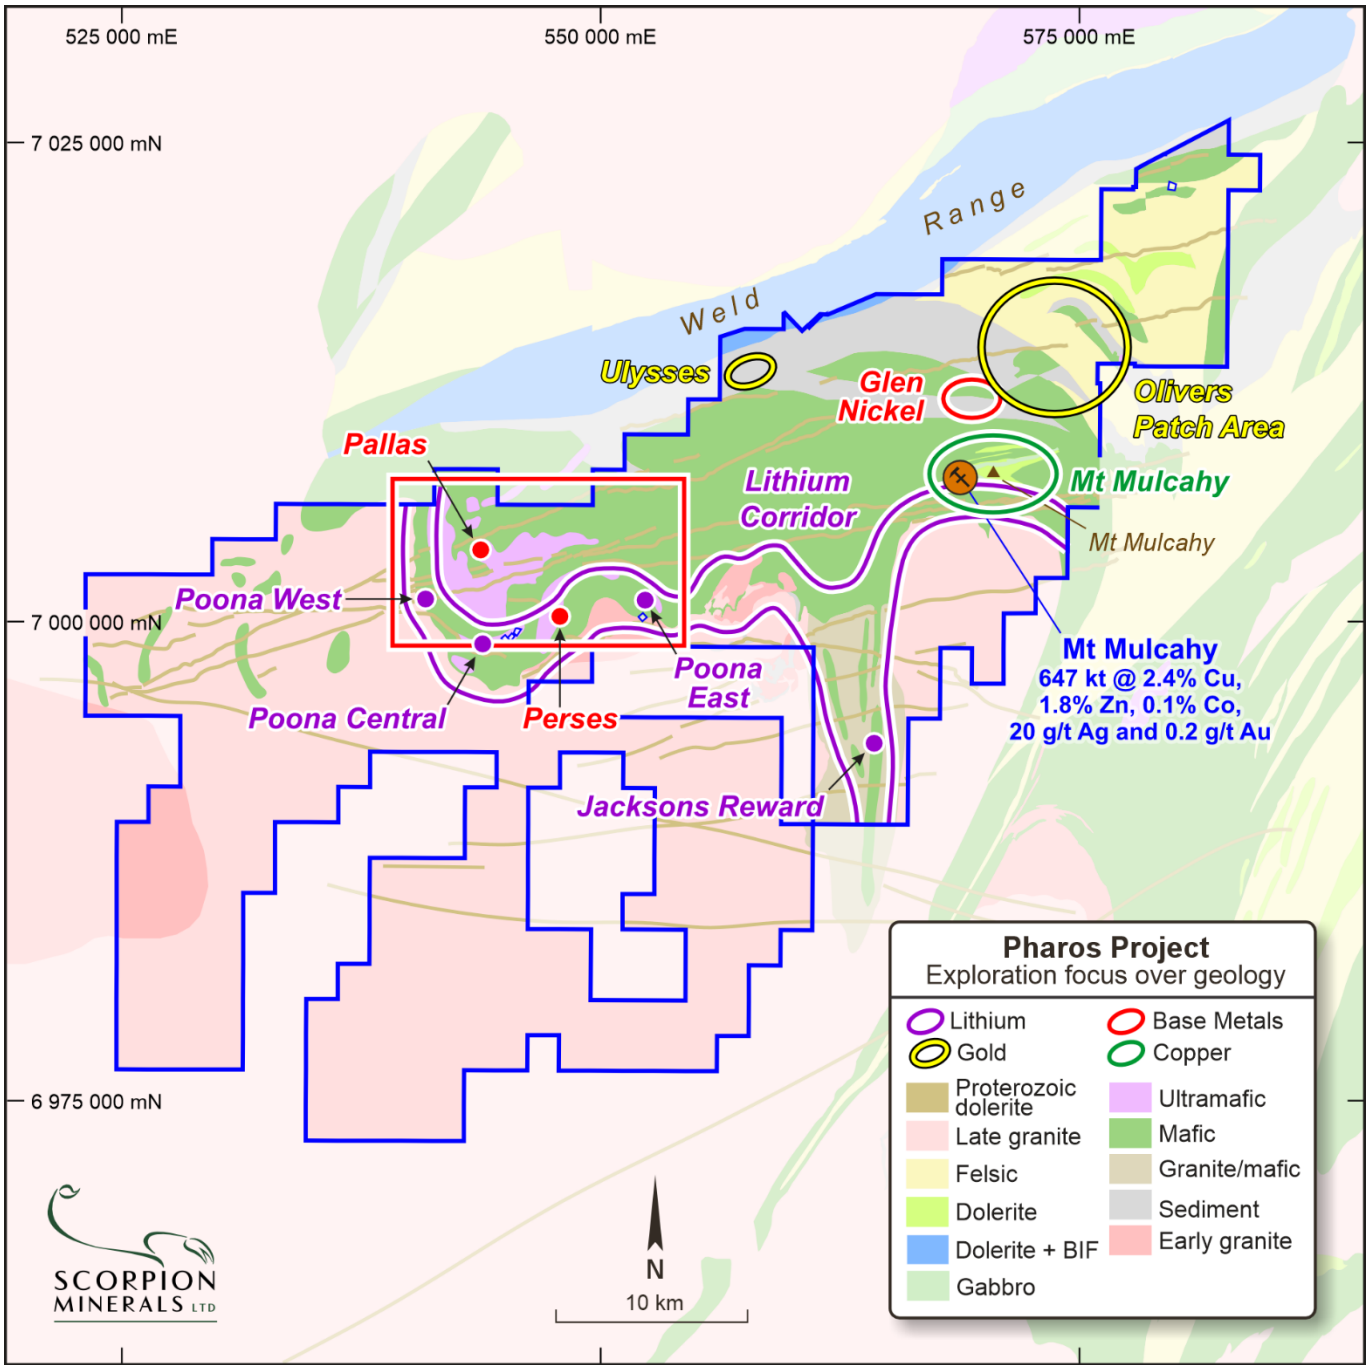 525 000 mE
550 000 mE
575 000 mE
7 025 000 mN
Range
Weld
Ulysses
Glen
Nickel
Olivers
Patch Area
Pallas
Lithium
Corridor
Mt Mulcahy
Mt Mulcahy
Poona West
7 000 000 mN
Mt Mulcahy
647 kt @ 2.4% Cu,
1.8% Zn, 0.1% Co,
20 g/t Ag and 0.2 g/t Au
Poona
East
Poona Central
Perses
Jacksons Reward
Pharos Project
Exploration focus over geology
Lithium
Base Metals
Gold
Copper
Proterozoic
dolerite
Ultramafic
Late granite
Mafic
Felsic
Granite/mafic
Dolerite
Sediment
Dolerite + BIF
Early granite
Gabbro
6 975 000 mN
N
10 km
SCORPION
MINERALS LTD